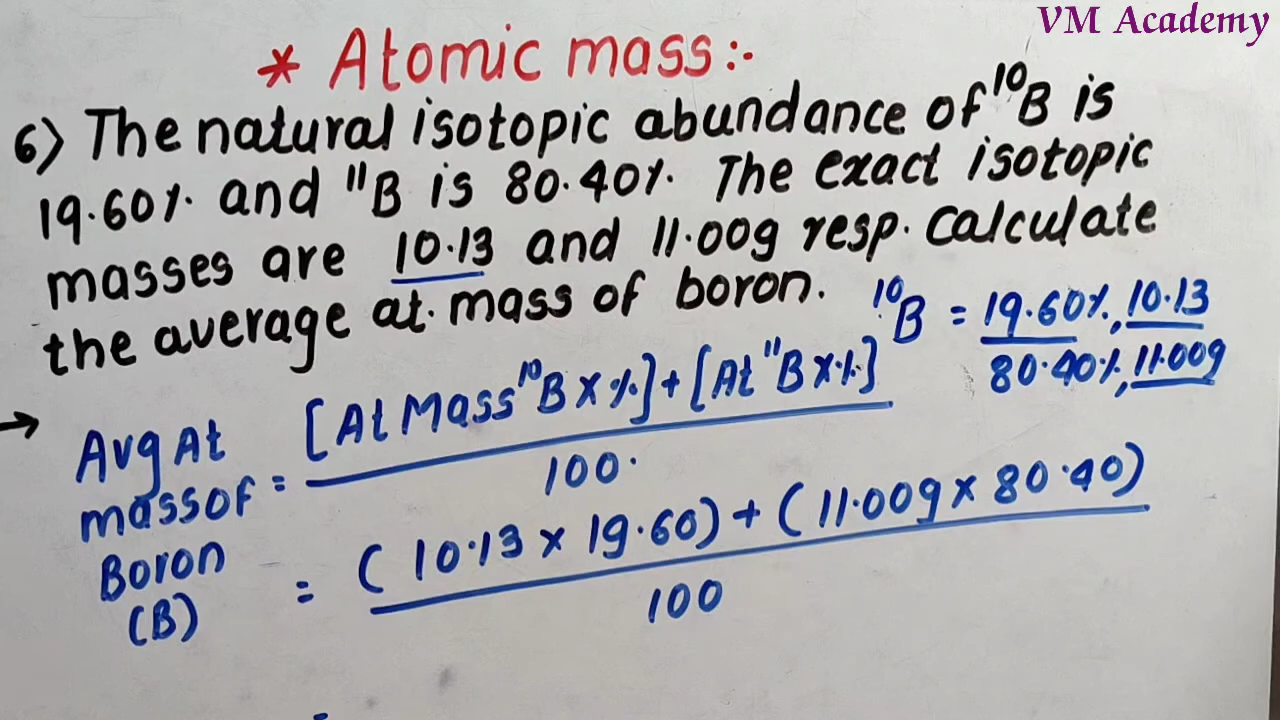 VM Academy
* Atomic mass:-
6) The natural isotopic abundance of ¹⁰B is
19.60%. and ¹¹B is 80.40%. The exact isotopic
masses are 10.13 and 11.009 resp. Calculate
the average at. mass of boron.
¹⁰B = 19.60%, 10.13
80.40%, 11.009
→ Avg At mass of Boron (B) = [At Mass ¹⁰B x %] + [At ¹¹B x %]
100.
= (10.13 x 19.60) + (11.009 x 80.40)
100